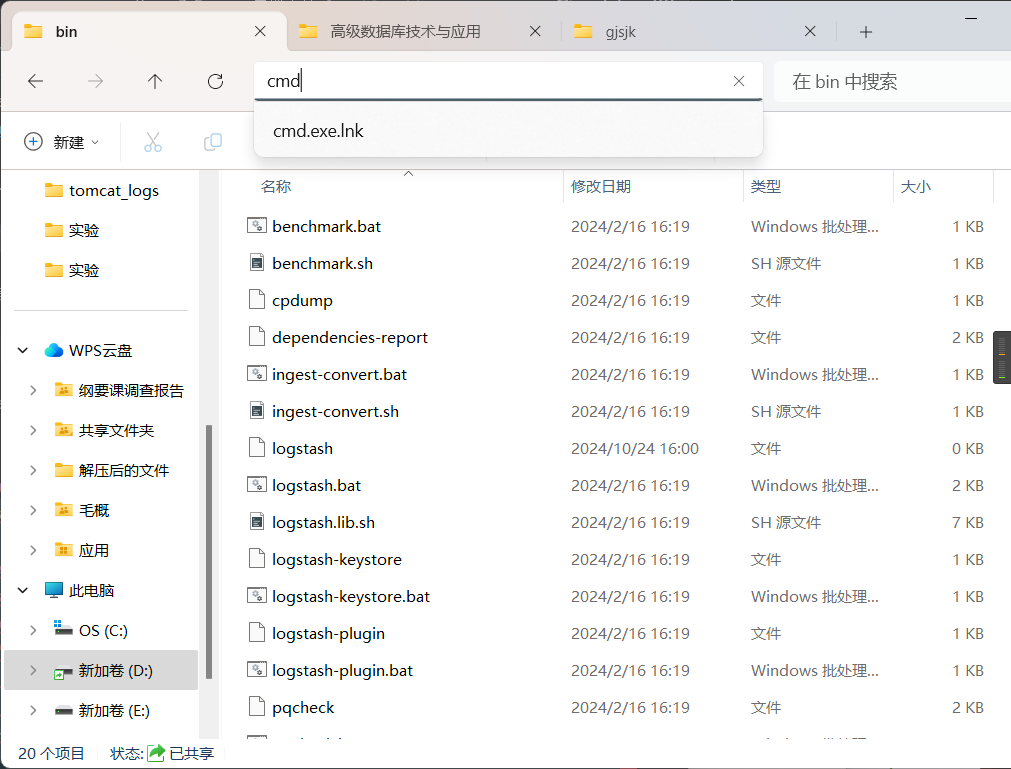 bin
高级数据库技术与应用
gjsjk
cmd
在 bin 中搜索
cmd.exe.lnk
新建
tomcat_logs
实验
实验
WPS云盘
纲要课调查报告
共享文件夹
解压后的文件
毛概
应用
此电脑
OS (C:)
新加卷 (D:)
新加卷 (E:)
名称 修改日期 类型 大小
benchmark.bat 2024/2/16 16:19 Windows 批处理... 1 KB
benchmark.sh 2024/2/16 16:19 SH 源文件 1 KB
cpdump 2024/2/16 16:19 文件 1 KB
dependencies-report 2024/2/16 16:19 文件 2 KB
ingest-convert.bat 2024/2/16 16:19 Windows 批处理... 1 KB
ingest-convert.sh 2024/2/16 16:19 SH 源文件 1 KB
logstash 2024/10/24 16:00 文件 0 KB
logstash.bat 2024/2/16 16:19 Windows 批处理... 2 KB
logstash.lib.sh 2024/2/16 16:19 SH 源文件 7 KB
logstash-keystore 2024/2/16 16:19 文件 1 KB
logstash-keystore.bat 2024/2/16 16:19 Windows 批处理... 1 KB
logstash-plugin 2024/2/16 16:19 文件 1 KB
logstash-plugin.bat 2024/2/16 16:19 Windows 批处理... 1 KB
pqcheck 2024/2/16 16:19 文件 2 KB
20 个项目 状态: 已共享